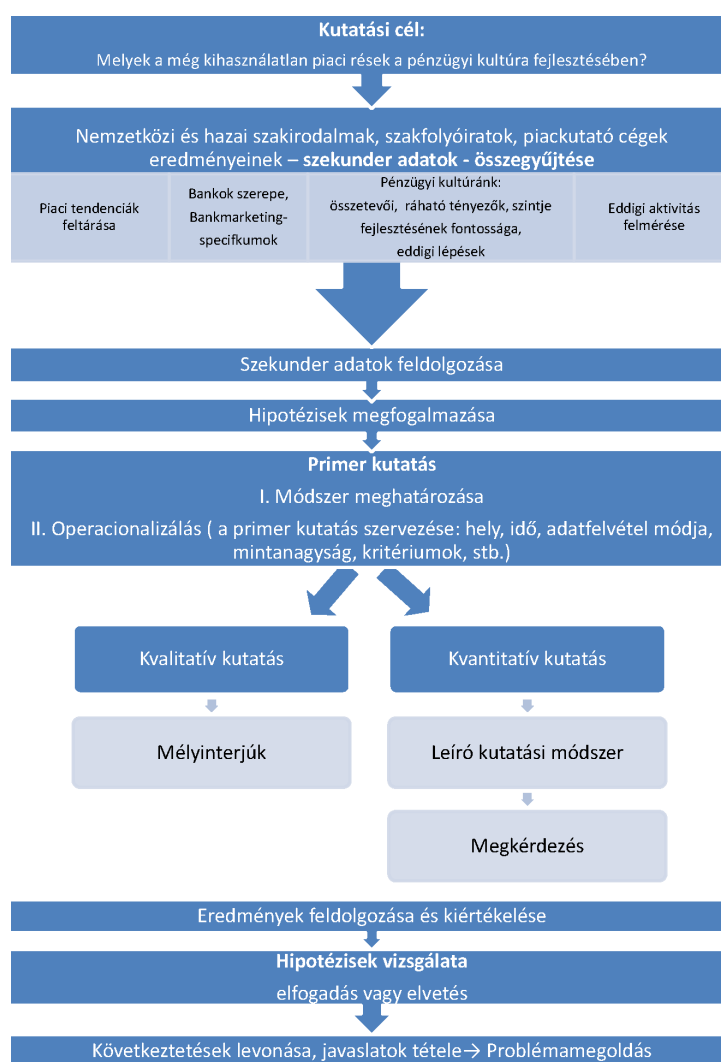 Kutatási cél:
Melyek a még kihasználatlan piaci rések a pénzügyi kultúra fejlesztésében?
Nemzetközi és hazai szakirodalmak, szakfolyóiratok, piackutató cégek
eredményeinek – szekunder adatok - összegyűjtése
Piaci tendenciák
feltárása
Bankok szerepe,
Bankmarketing-
specifkumok
Pénzügyi kultúránk:
összetevői, ráható tényezők, szintje
fejlesztésének fontossága,
eddigi lépések
Eddigi aktivitás
felmérése
Szekunder adatok feldolgozása
Hipotézisek megfogalmazása
Primer kutatás
I. Módszer meghatározása
II. Operacionalizálás ( a primer kutatás szervezése: hely, idő, adatfelvétel módja,
mintanagyság, kritériumok, stb.)
Kvalitatív kutatás
Kvantitatív kutatás
Mélyinterjúk
Leíró kutatási módszer
Megkérdezés
Eredmények feldolgozása és kiértékelése
Hipotézisek vizsgálata
elfogadás vagy elvetés
Következtetések levonása, javaslatok tétele→ Problémamegoldás